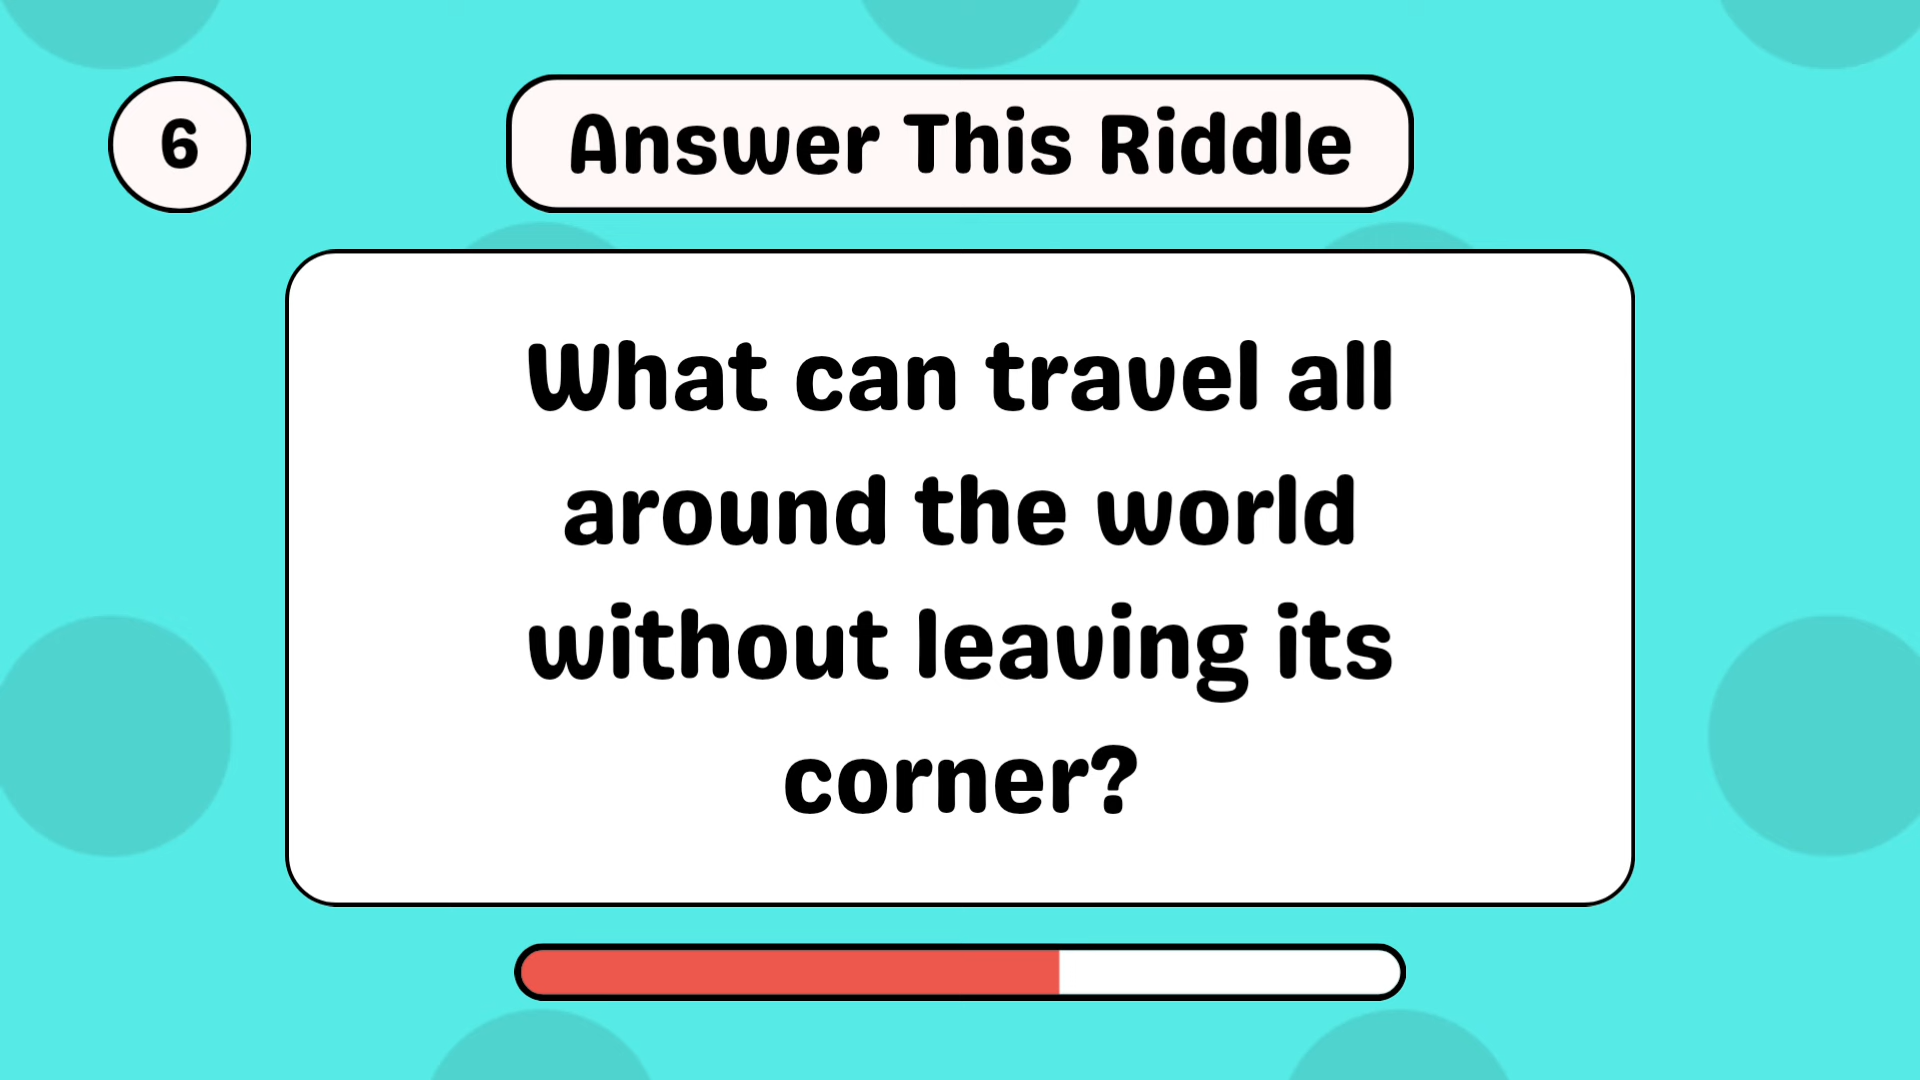 6
Answer This Riddle
What can travel all
around the world
without leaving its
corner?